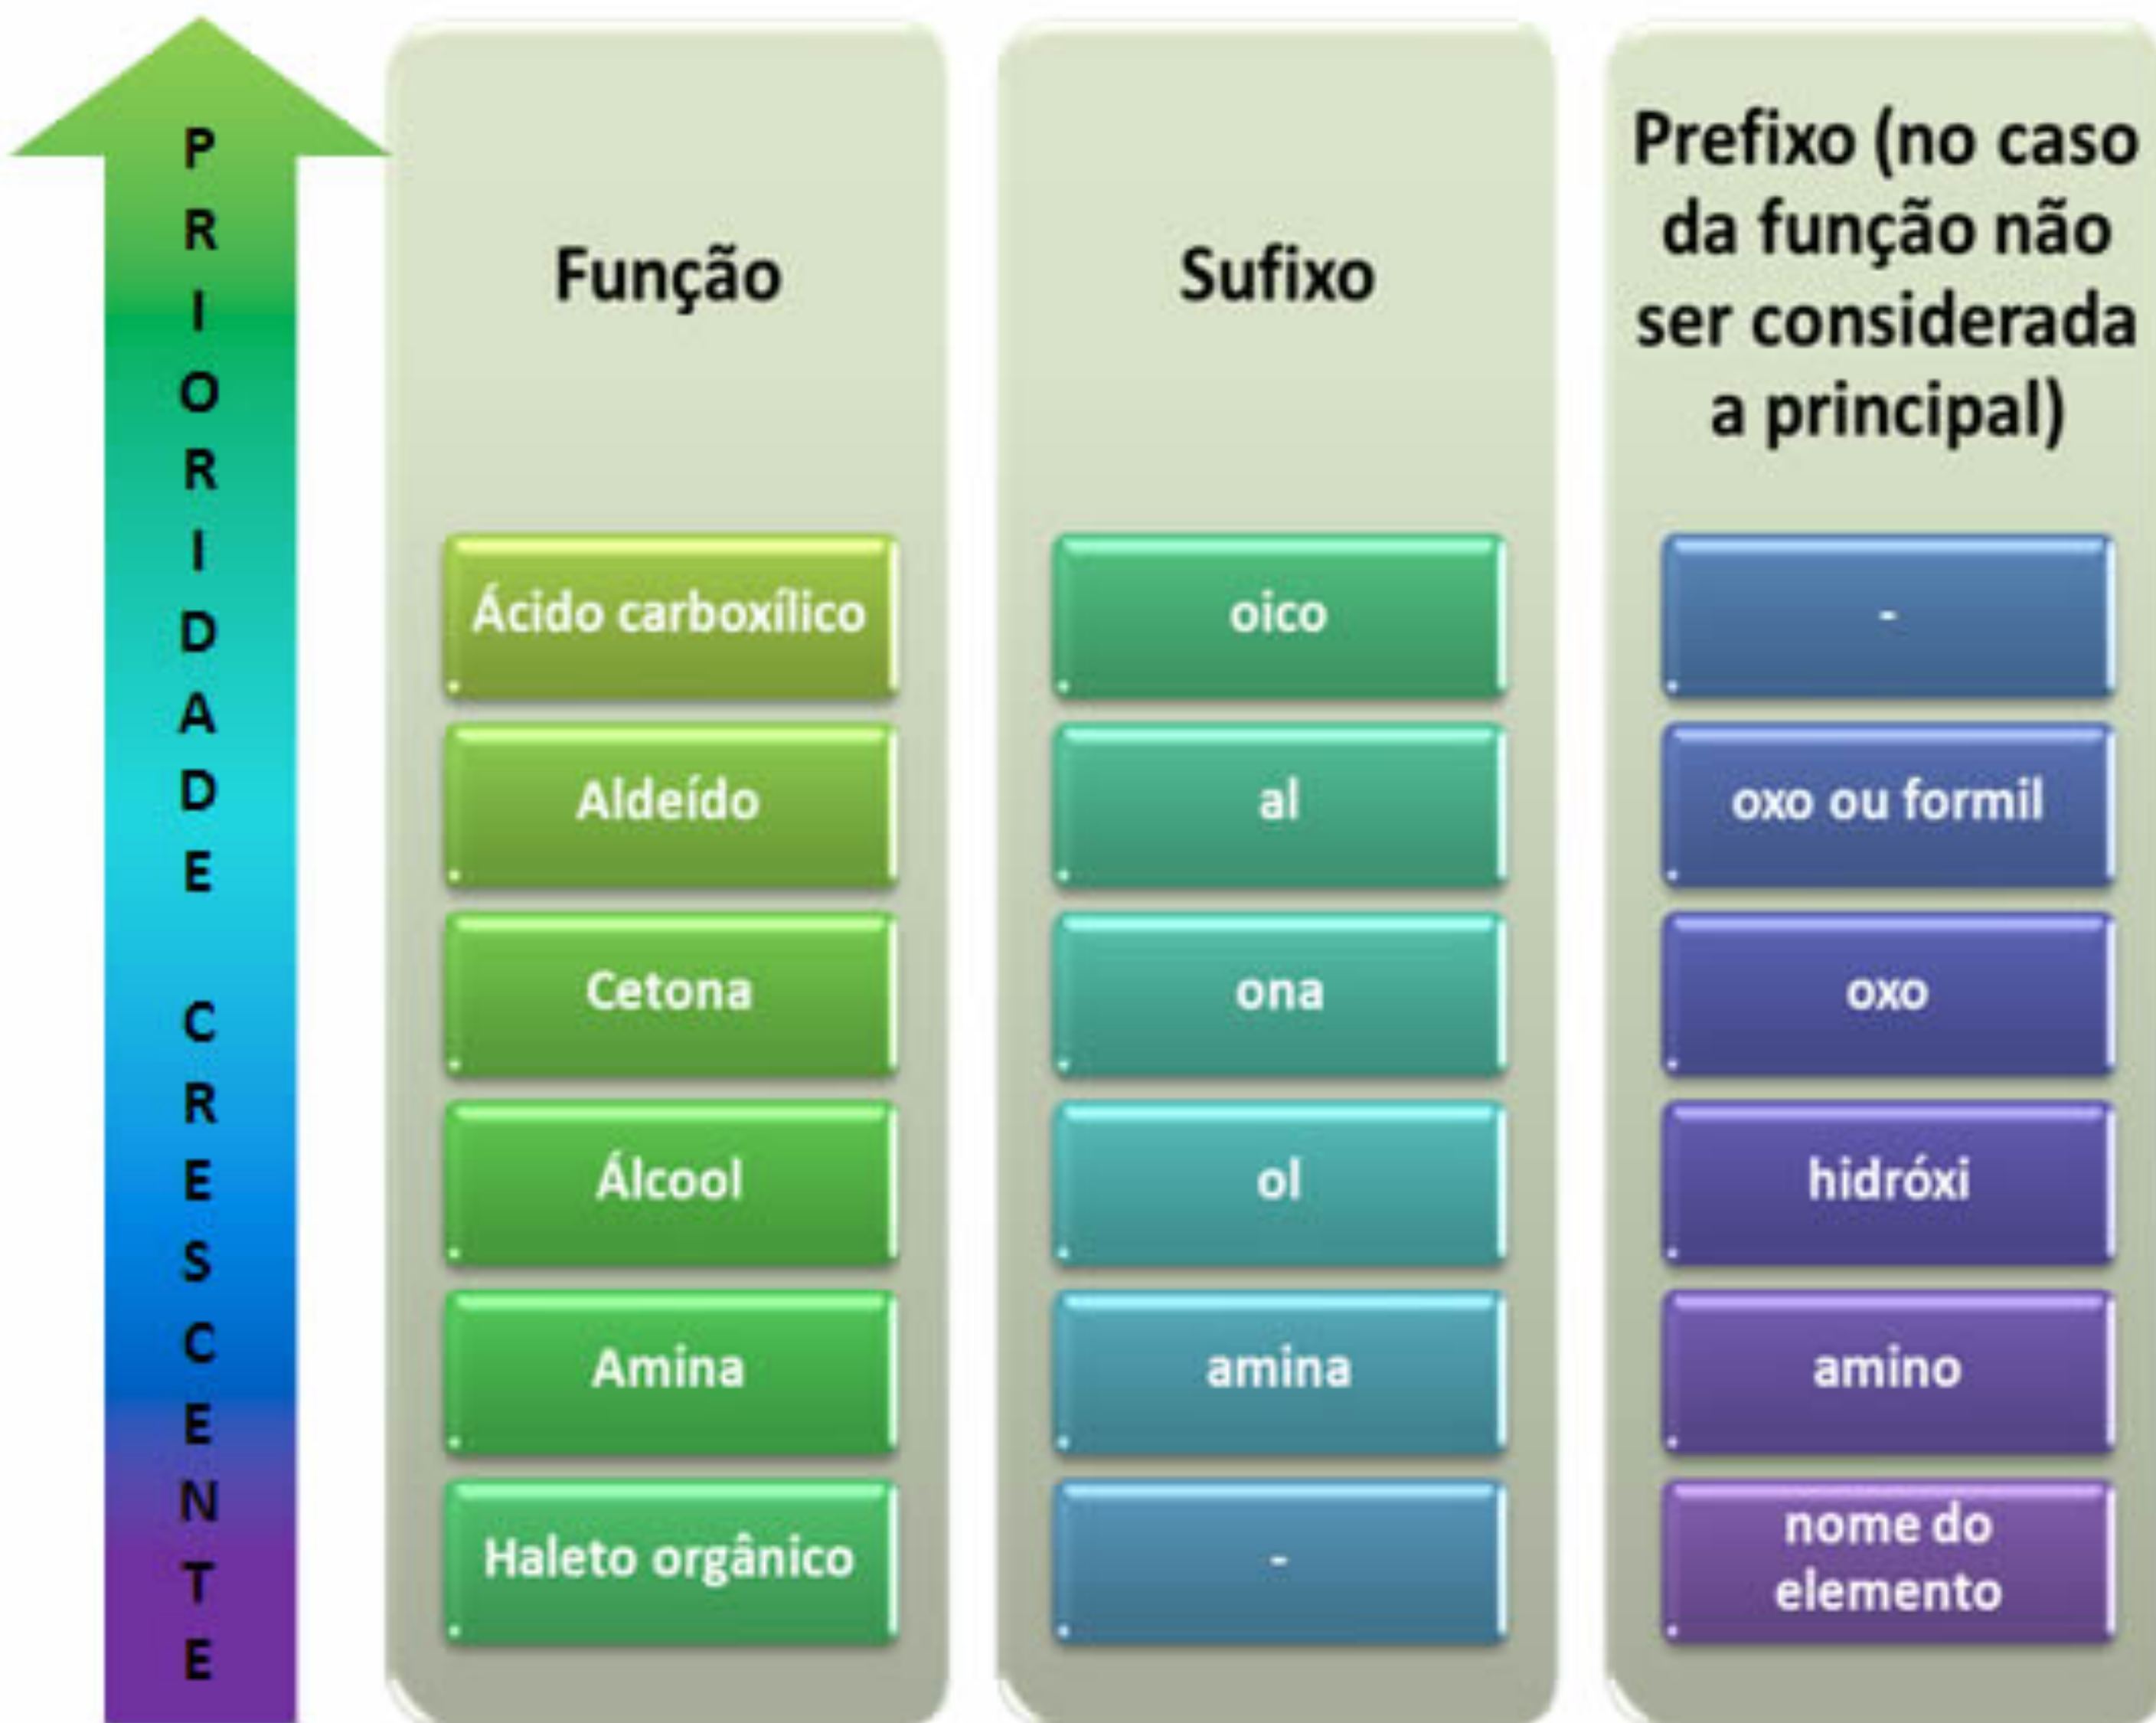 PRIORIDADE CRESCENTE
Função
Ácido carboxílico
Aldeído
Cetona
Álcool
Amina
Haleto orgânico
Sufixo
oico
al
ona
ol
amina
-
Prefixo (no caso
da função não
ser considerada
a principal)
-
oxo ou formil
oxo
hidróxi
amino
nome do
elemento